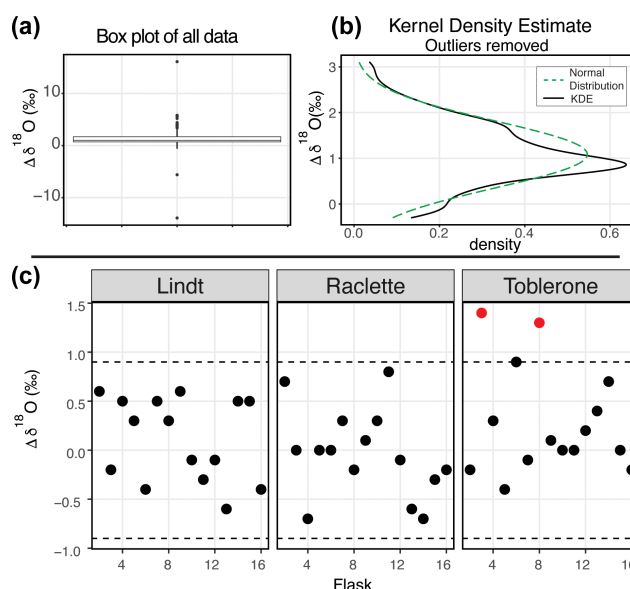 (a)
Box plot of all data
10
0
−10
Δ δ 18 O (‰)
(b)
Kernel Density Estimate
Outliers removed
3
2
1
0
Δ δ 18 O(‰)
Normal
Distribution
KDE
0.0 0.2 0.4 0.6
density
(c)
Lindt Raclette Toblerone
1.5
1.0
0.5
0.0
-0.5
-1.0
Δ δ 18 O (‰)
4 8 12 16 4 8 12 16 4 8 12 16
Flask